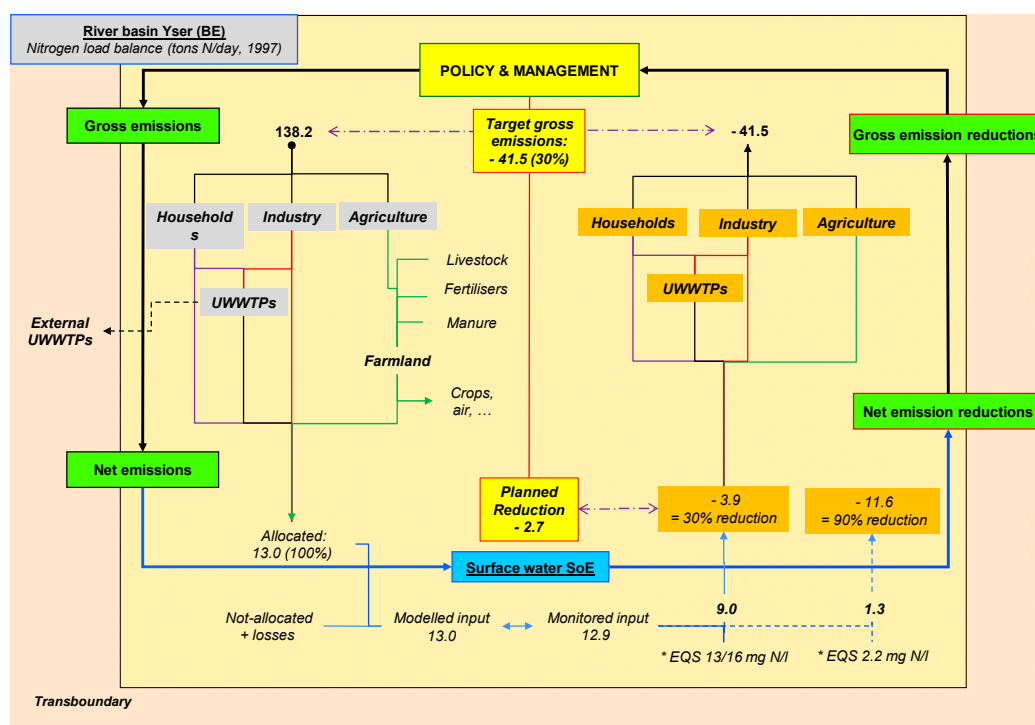 River basin Yser (BE)
Nitrogen load balance (tons N/day, 1997)
POLICY & MANAGEMENT
Gross emissions
138.2
Target gross
emissions:
- 41.5 (30%)
- 41.5
Gross emission reductions
Household
s
Industry
Agriculture
Households
Industry
Agriculture
Livestock
UWWTPs
Fertilisers
UWWTPs
External
UWWTPs
Manure
Farmland
Crops,
air, …
Net emission reductions
Net emissions
Planned
Reduction
- 2.7
- 3.9
= 30% reduction
- 11.6
= 90% reduction
Allocated:
13.0 (100%)
Surface water SoE
Not-allocated
+ losses
Modelled input
13.0
Monitored input
12.9
9.0
1.3
* EQS 13/16 mg N/l
* EQS 2.2 mg N/l
Transboundary